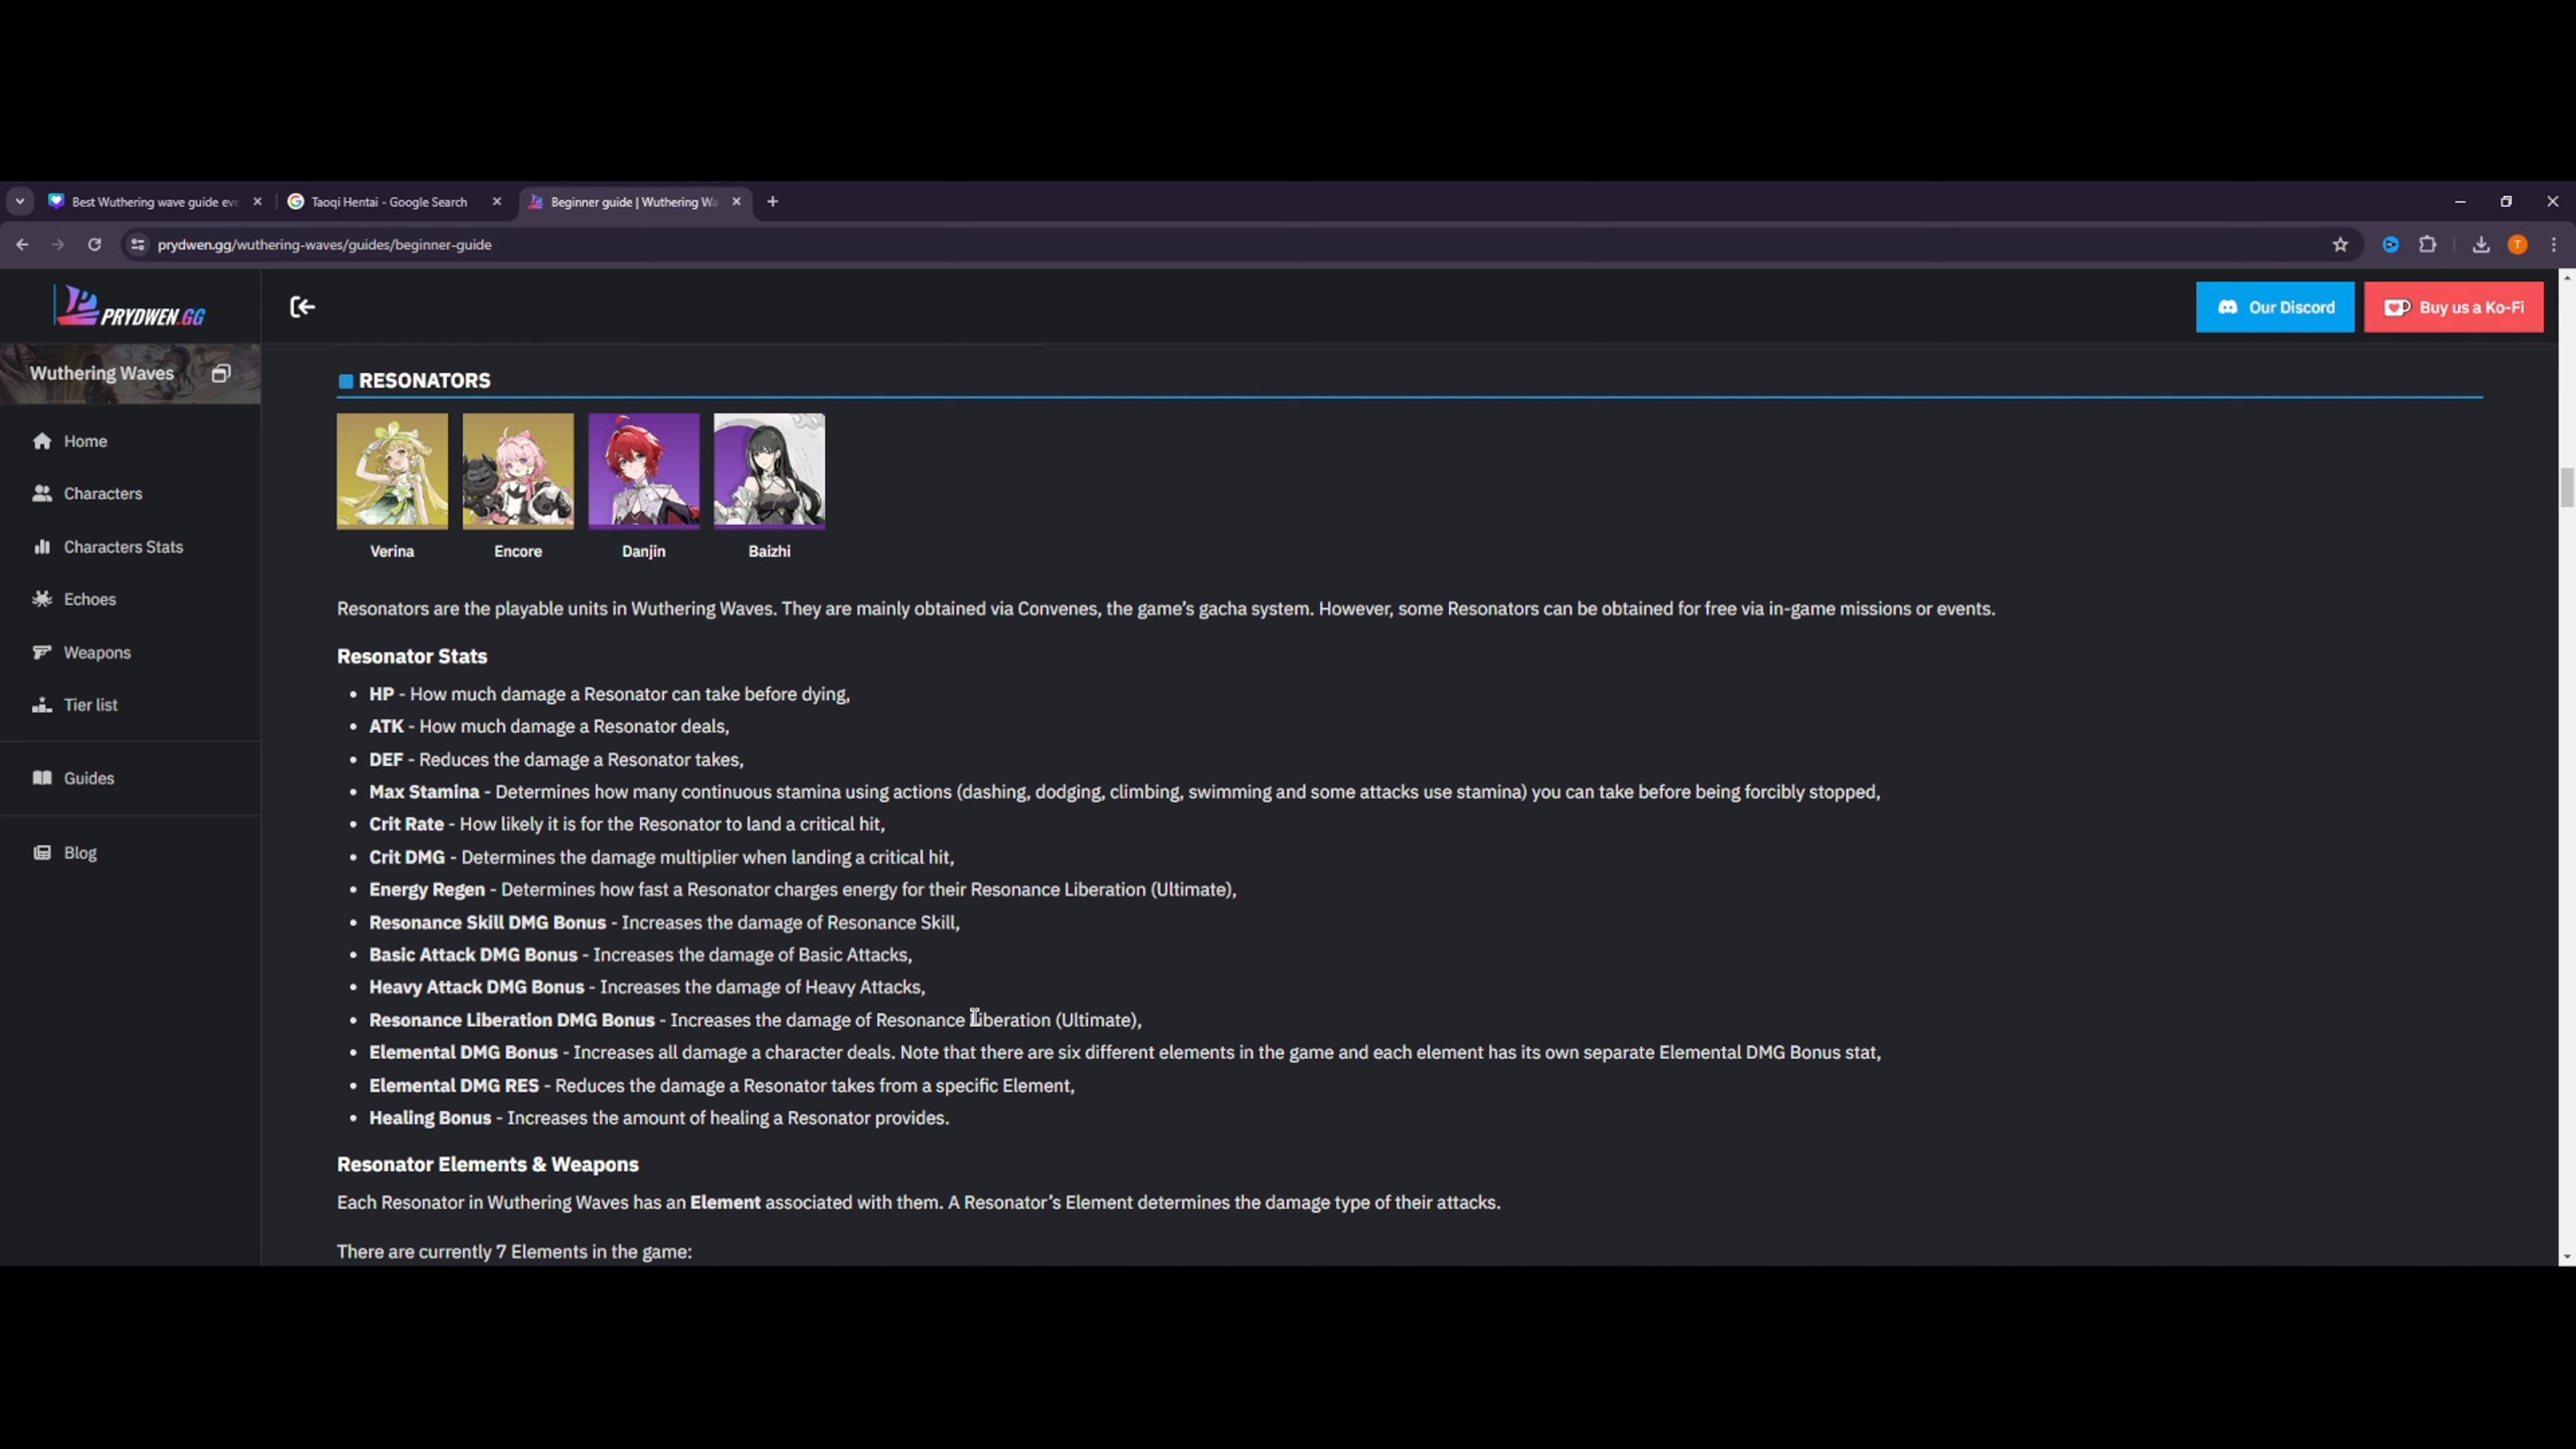 Best Wuthering wave guide eve
Taoqi Hentai - Google Search
Beginner guide | Wuthering Wa
prydwen.gg/wuthering-waves/guides/beginner-guide
T
PRYDWEN.GG
Our Discord
Buy us a Ko-Fi
Wuthering Waves
Home
Characters
Characters Stats
Echoes
Weapons
Tier list
Guides
Blog
RESONATORS
Verina
Encore
Danjin
Baizhi
Resonators are the playable units in Wuthering Waves. They are mainly obtained via Convenes, the game's gacha system. However, some Resonators can be obtained for free via in-game missions or events.
Resonator Stats
• HP - How much damage a Resonator can take before dying,
• ATK - How much damage a Resonator deals,
• DEF - Reduces the damage a Resonator takes,
• Max Stamina - Determines how many continuous stamina using actions (dashing, dodging, climbing, swimming and some attacks use stamina) you can take before being forcibly stopped,
• Crit Rate - How likely it is for the Resonator to land a critical hit,
• Crit DMG - Determines the damage multiplier when landing a critical hit,
• Energy Regen - Determines how fast a Resonator charges energy for their Resonance Liberation (Ultimate),
• Resonance Skill DMG Bonus - Increases the damage of Resonance Skill,
• Basic Attack DMG Bonus - Increases the damage of Basic Attacks,
• Heavy Attack DMG Bonus - Increases the damage of Heavy Attacks,
• Resonance Liberation DMG Bonus - Increases the damage of Resonance Liberation (Ultimate),
• Elemental DMG Bonus - Increases all damage a character deals. Note that there are six different elements in the game and each element has its own separate Elemental DMG Bonus stat,
• Elemental DMG RES - Reduces the damage a Resonator takes from a specific Element,
• Healing Bonus - Increases the amount of healing a Resonator provides.
Resonator Elements & Weapons
Each Resonator in Wuthering Waves has an Element associated with them. A Resonator's Element determines the damage type of their attacks.
There are currently 7 Elements in the game: